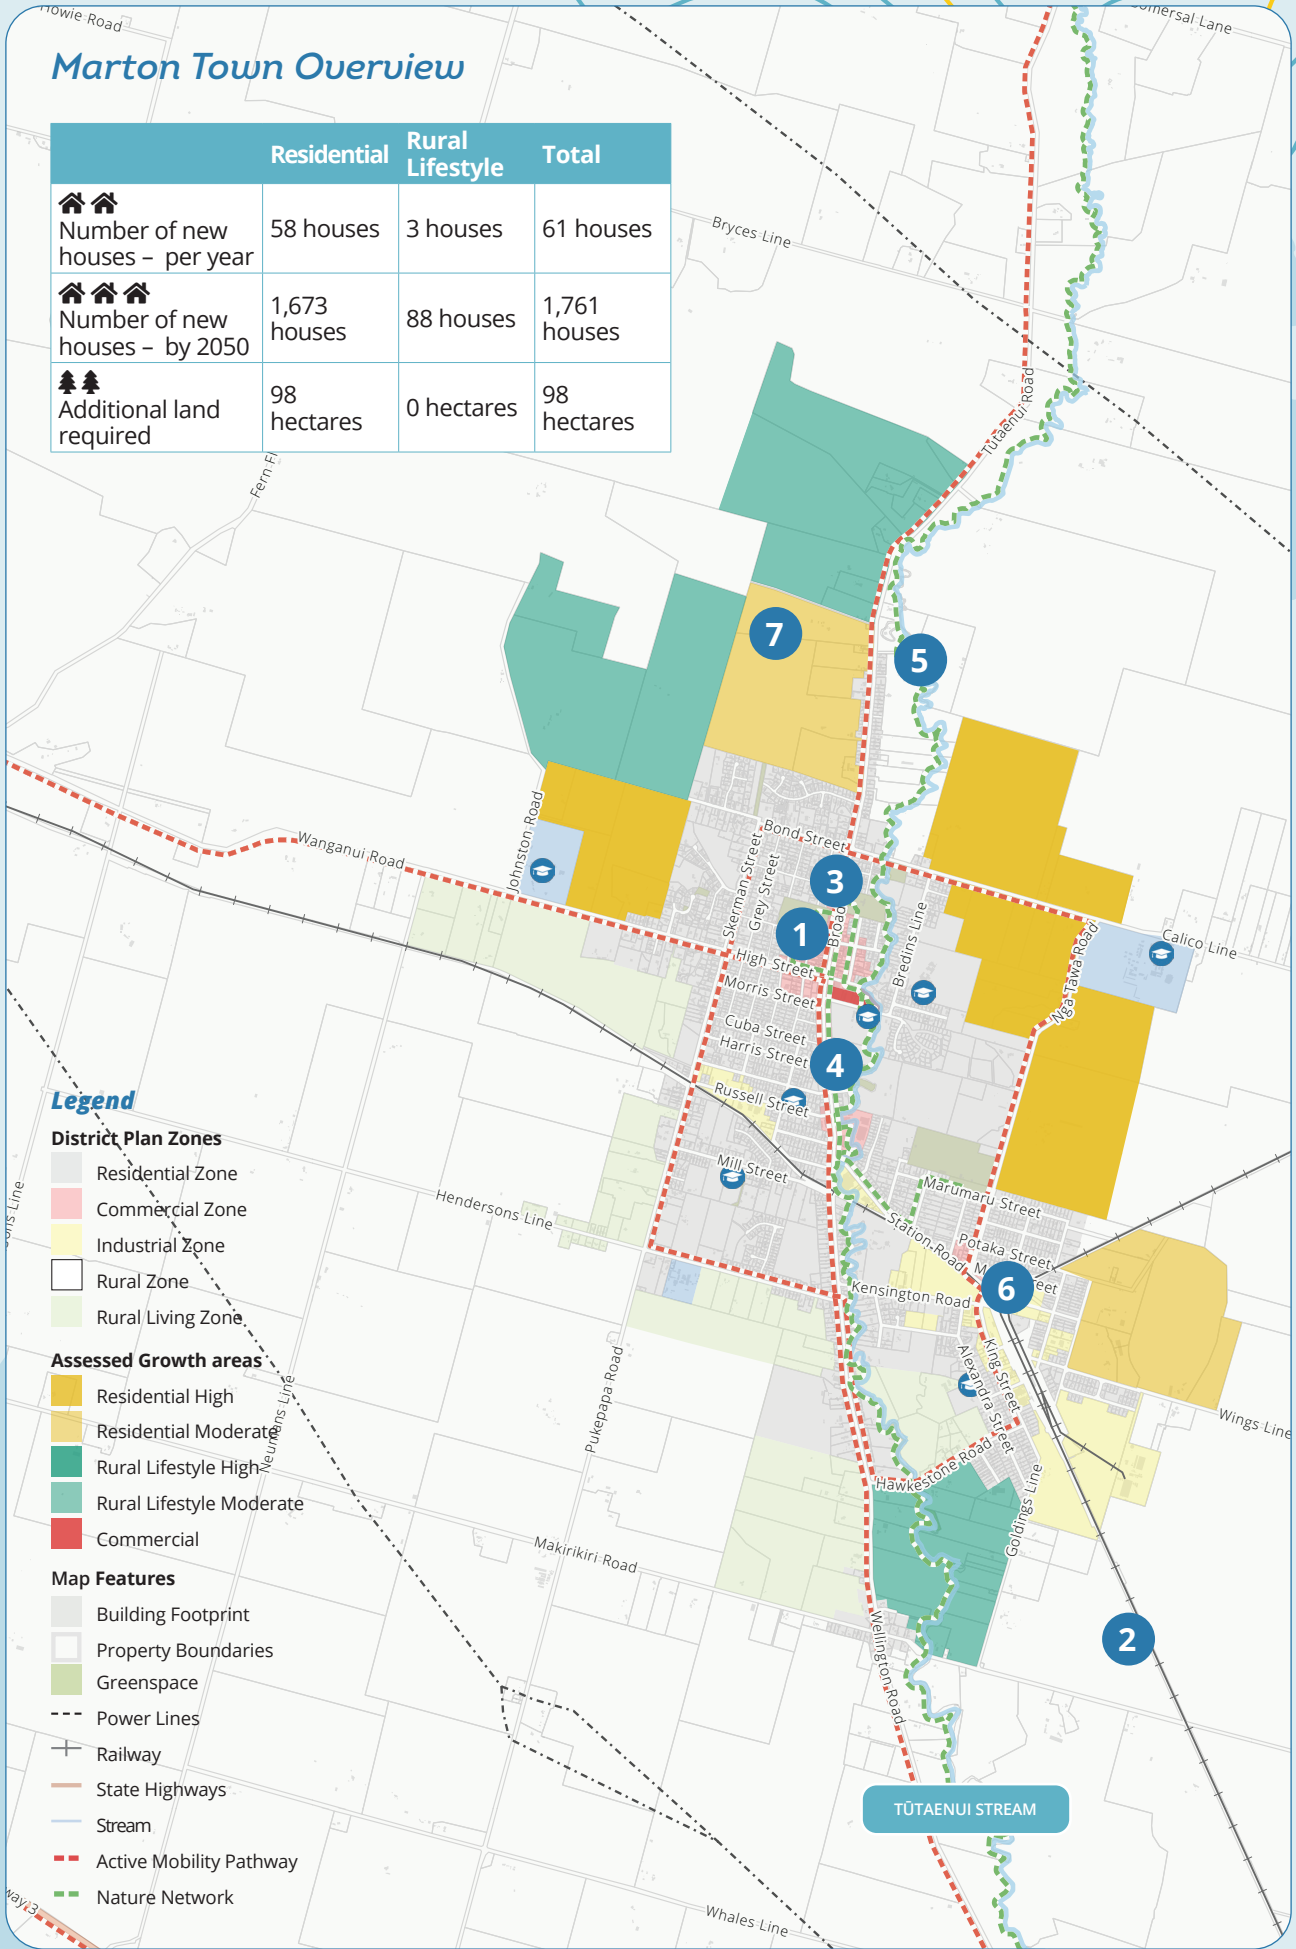 Howie Road
Somersal Lane
Marton Town Overview
Residential
Rural
Lifestyle
Total
Number of new
houses – per year
58 houses
3 houses
61 houses
Number of new
houses – by 2050
1,673
houses
88 houses
1,761
houses
Additional land
required
98
hectares
0 hectares
98
hectares
Bryces Line
Tutaenui Road
Fern Fl
7
5
Johnston Road
Wanganui Road
Bond Street
Skerman Street
Grey Street
3
1
Broad
Bredins Line
Calico Line
Nga Tawa Road
High Street
Morris Street
Cuba Street
Harris Street
4
Russell Street
Mill Street
Hendersons Line
Marumaru Street
Station Road
Potaka Street
6
Kensington Road
King Street
Alexandra Street
Wings Line
Pukepapa Road
Hawkestone Road
Goldings Line
Makirikiri Road
Wellington Road
2
TŪTAENUI STREAM
Whales Line
Neumans Line
ons Line
way 3
Legend
District Plan Zones
Residential Zone
Commercial Zone
Industrial Zone
Rural Zone
Rural Living Zone
Assessed Growth areas
Residential High
Residential Moderate
Rural Lifestyle High
Rural Lifestyle Moderate
Commercial
Map Features
Building Footprint
Property Boundaries
Greenspace
Power Lines
Railway
State Highways
Stream
Active Mobility Pathway
Nature Network